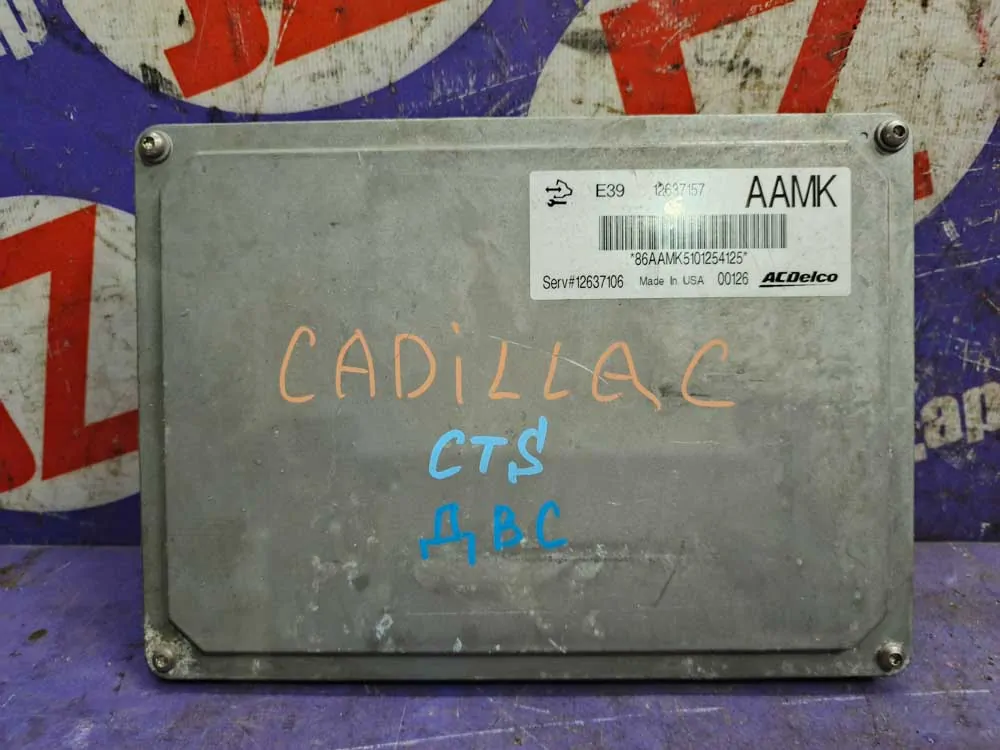 E39 12637157 AAMK
*86AAMK5101254125*
Serv#12637106 Made In USA 00126 ACDelco
CADiLLAC
CTS
ДВС